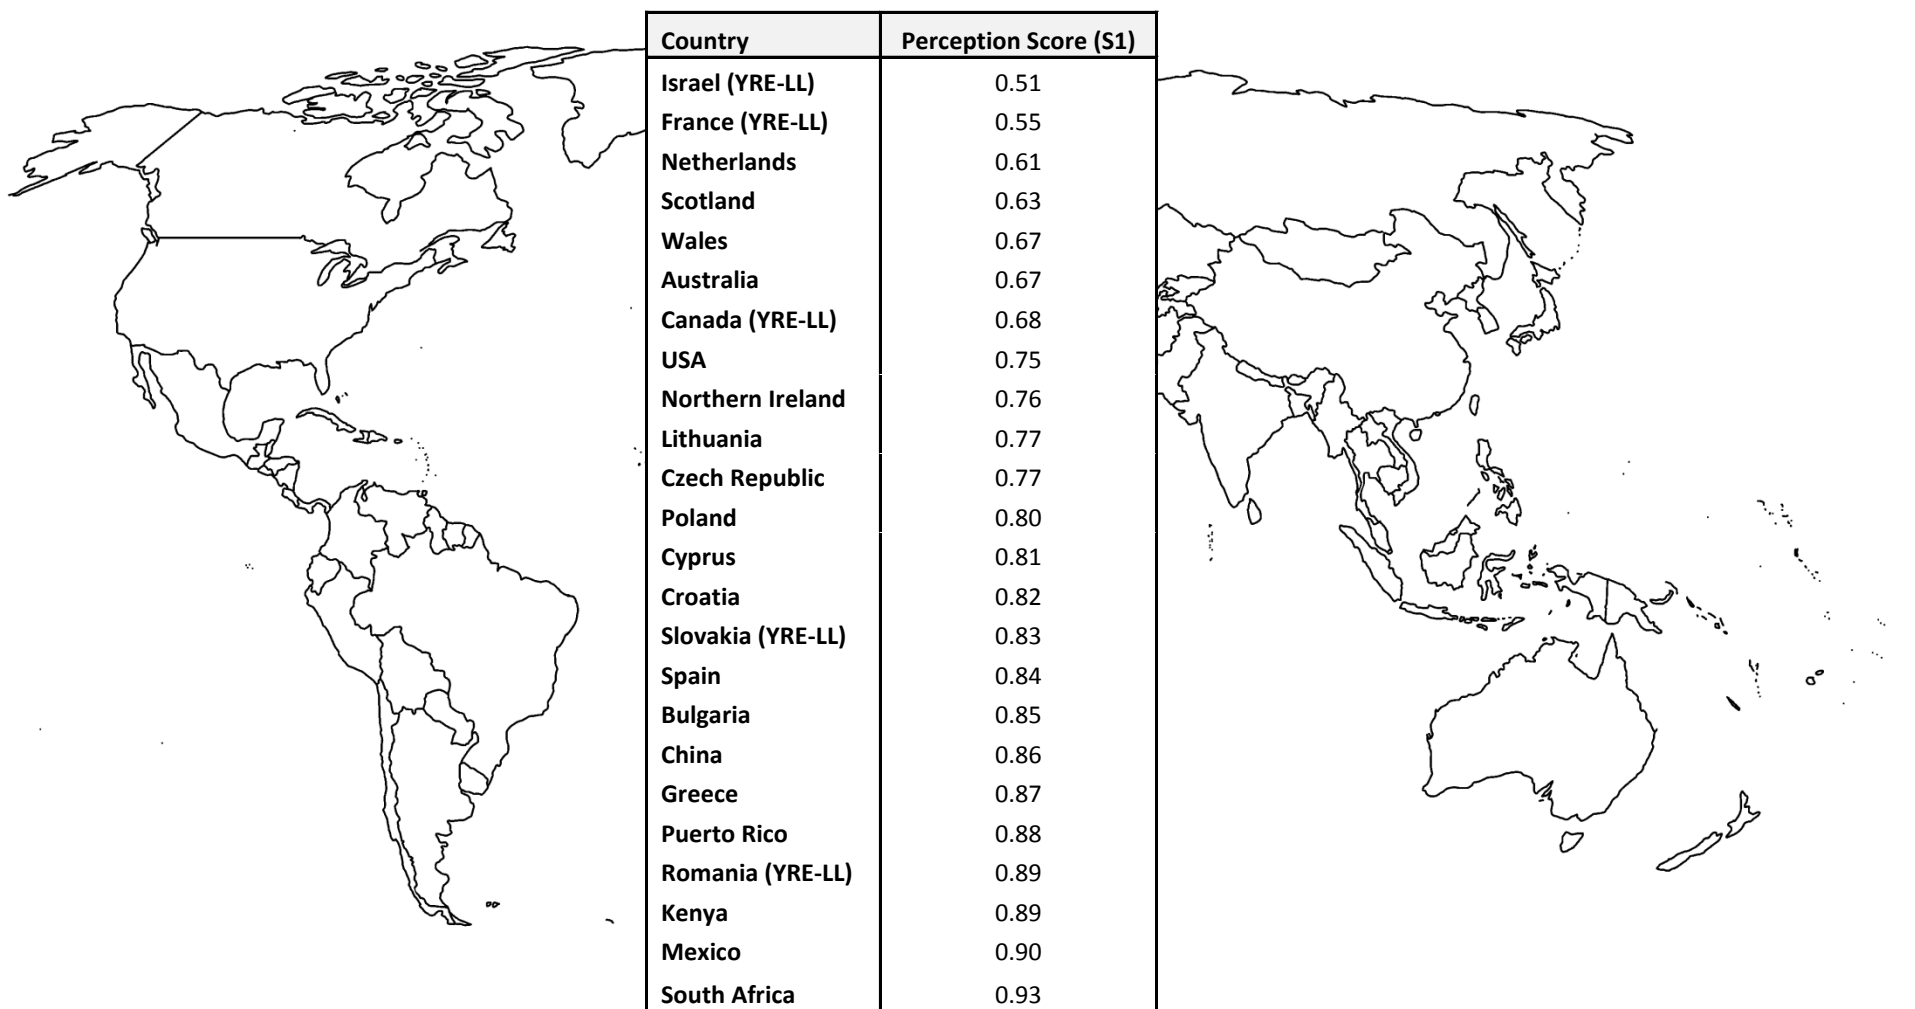 Country Perception Score (S1)
Israel (YRE-LL) 0.51
France (YRE-LL) 0.55
Netherlands 0.61
Scotland 0.63
Wales 0.67
Australia 0.67
Canada (YRE-LL) 0.68
USA 0.75
Northern Ireland 0.76
Lithuania 0.77
Czech Republic 0.77
Poland 0.80
Cyprus 0.81
Croatia 0.82
Slovakia (YRE-LL) 0.83
Spain 0.84
Bulgaria 0.85
China 0.86
Greece 0.87
Puerto Rico 0.88
Romania (YRE-LL) 0.89
Kenya 0.89
Mexico 0.90
South Africa 0.93